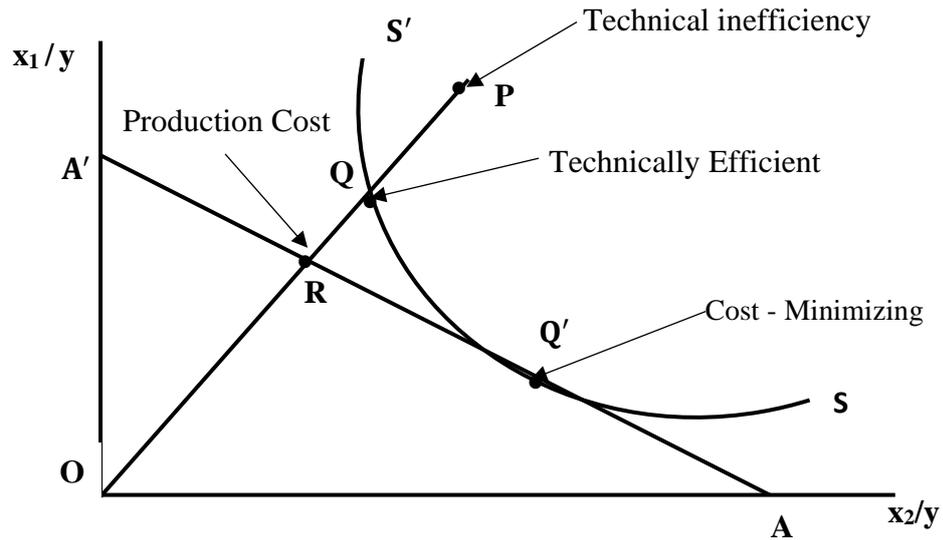 Technical inefficiency
S′
x₁ / y
P
Production Cost
A′
Q
Technically Efficient
R
Cost - Minimizing
Q′
S
O
x₂/y
A